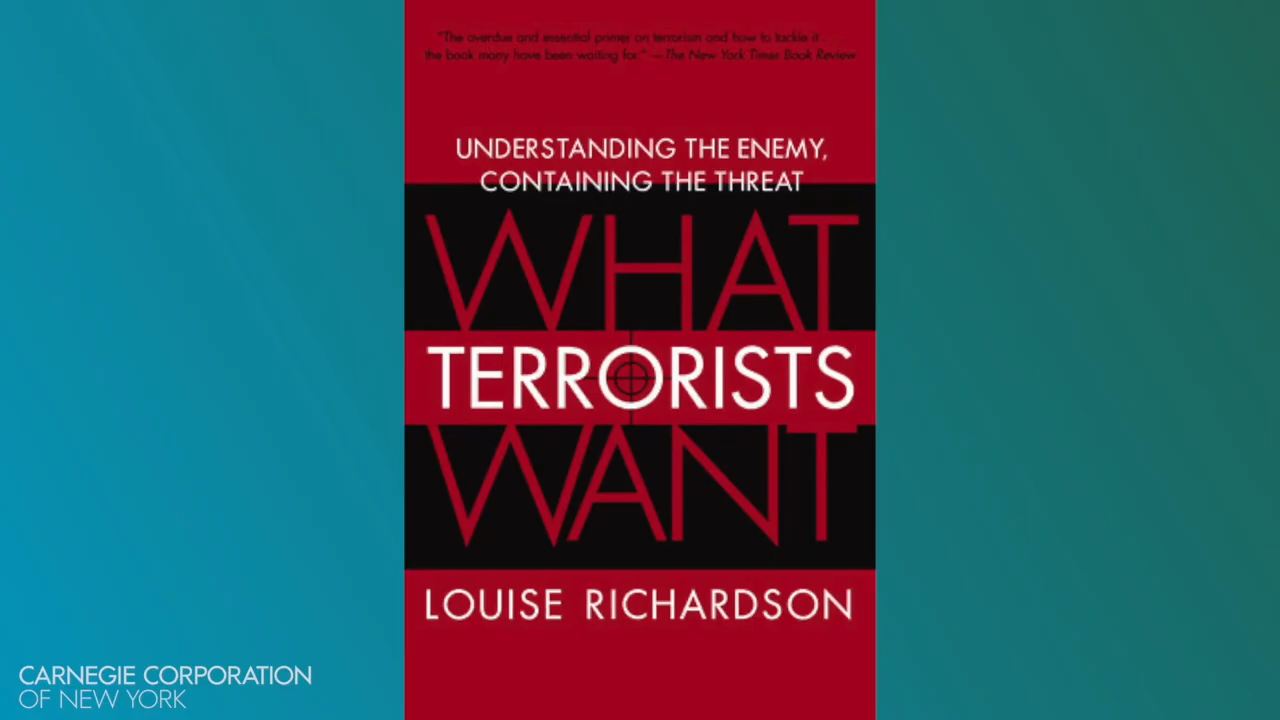 "The overdue and essential primer on terrorism and how to tackle it . . .
the book many have been waiting for." —The New York Times Book Review
UNDERSTANDING THE ENEMY,
CONTAINING THE THREAT
WHAT
TERRORISTS
WANT
LOUISE RICHARDSON
CARNEGIE CORPORATION
OF NEW YORK